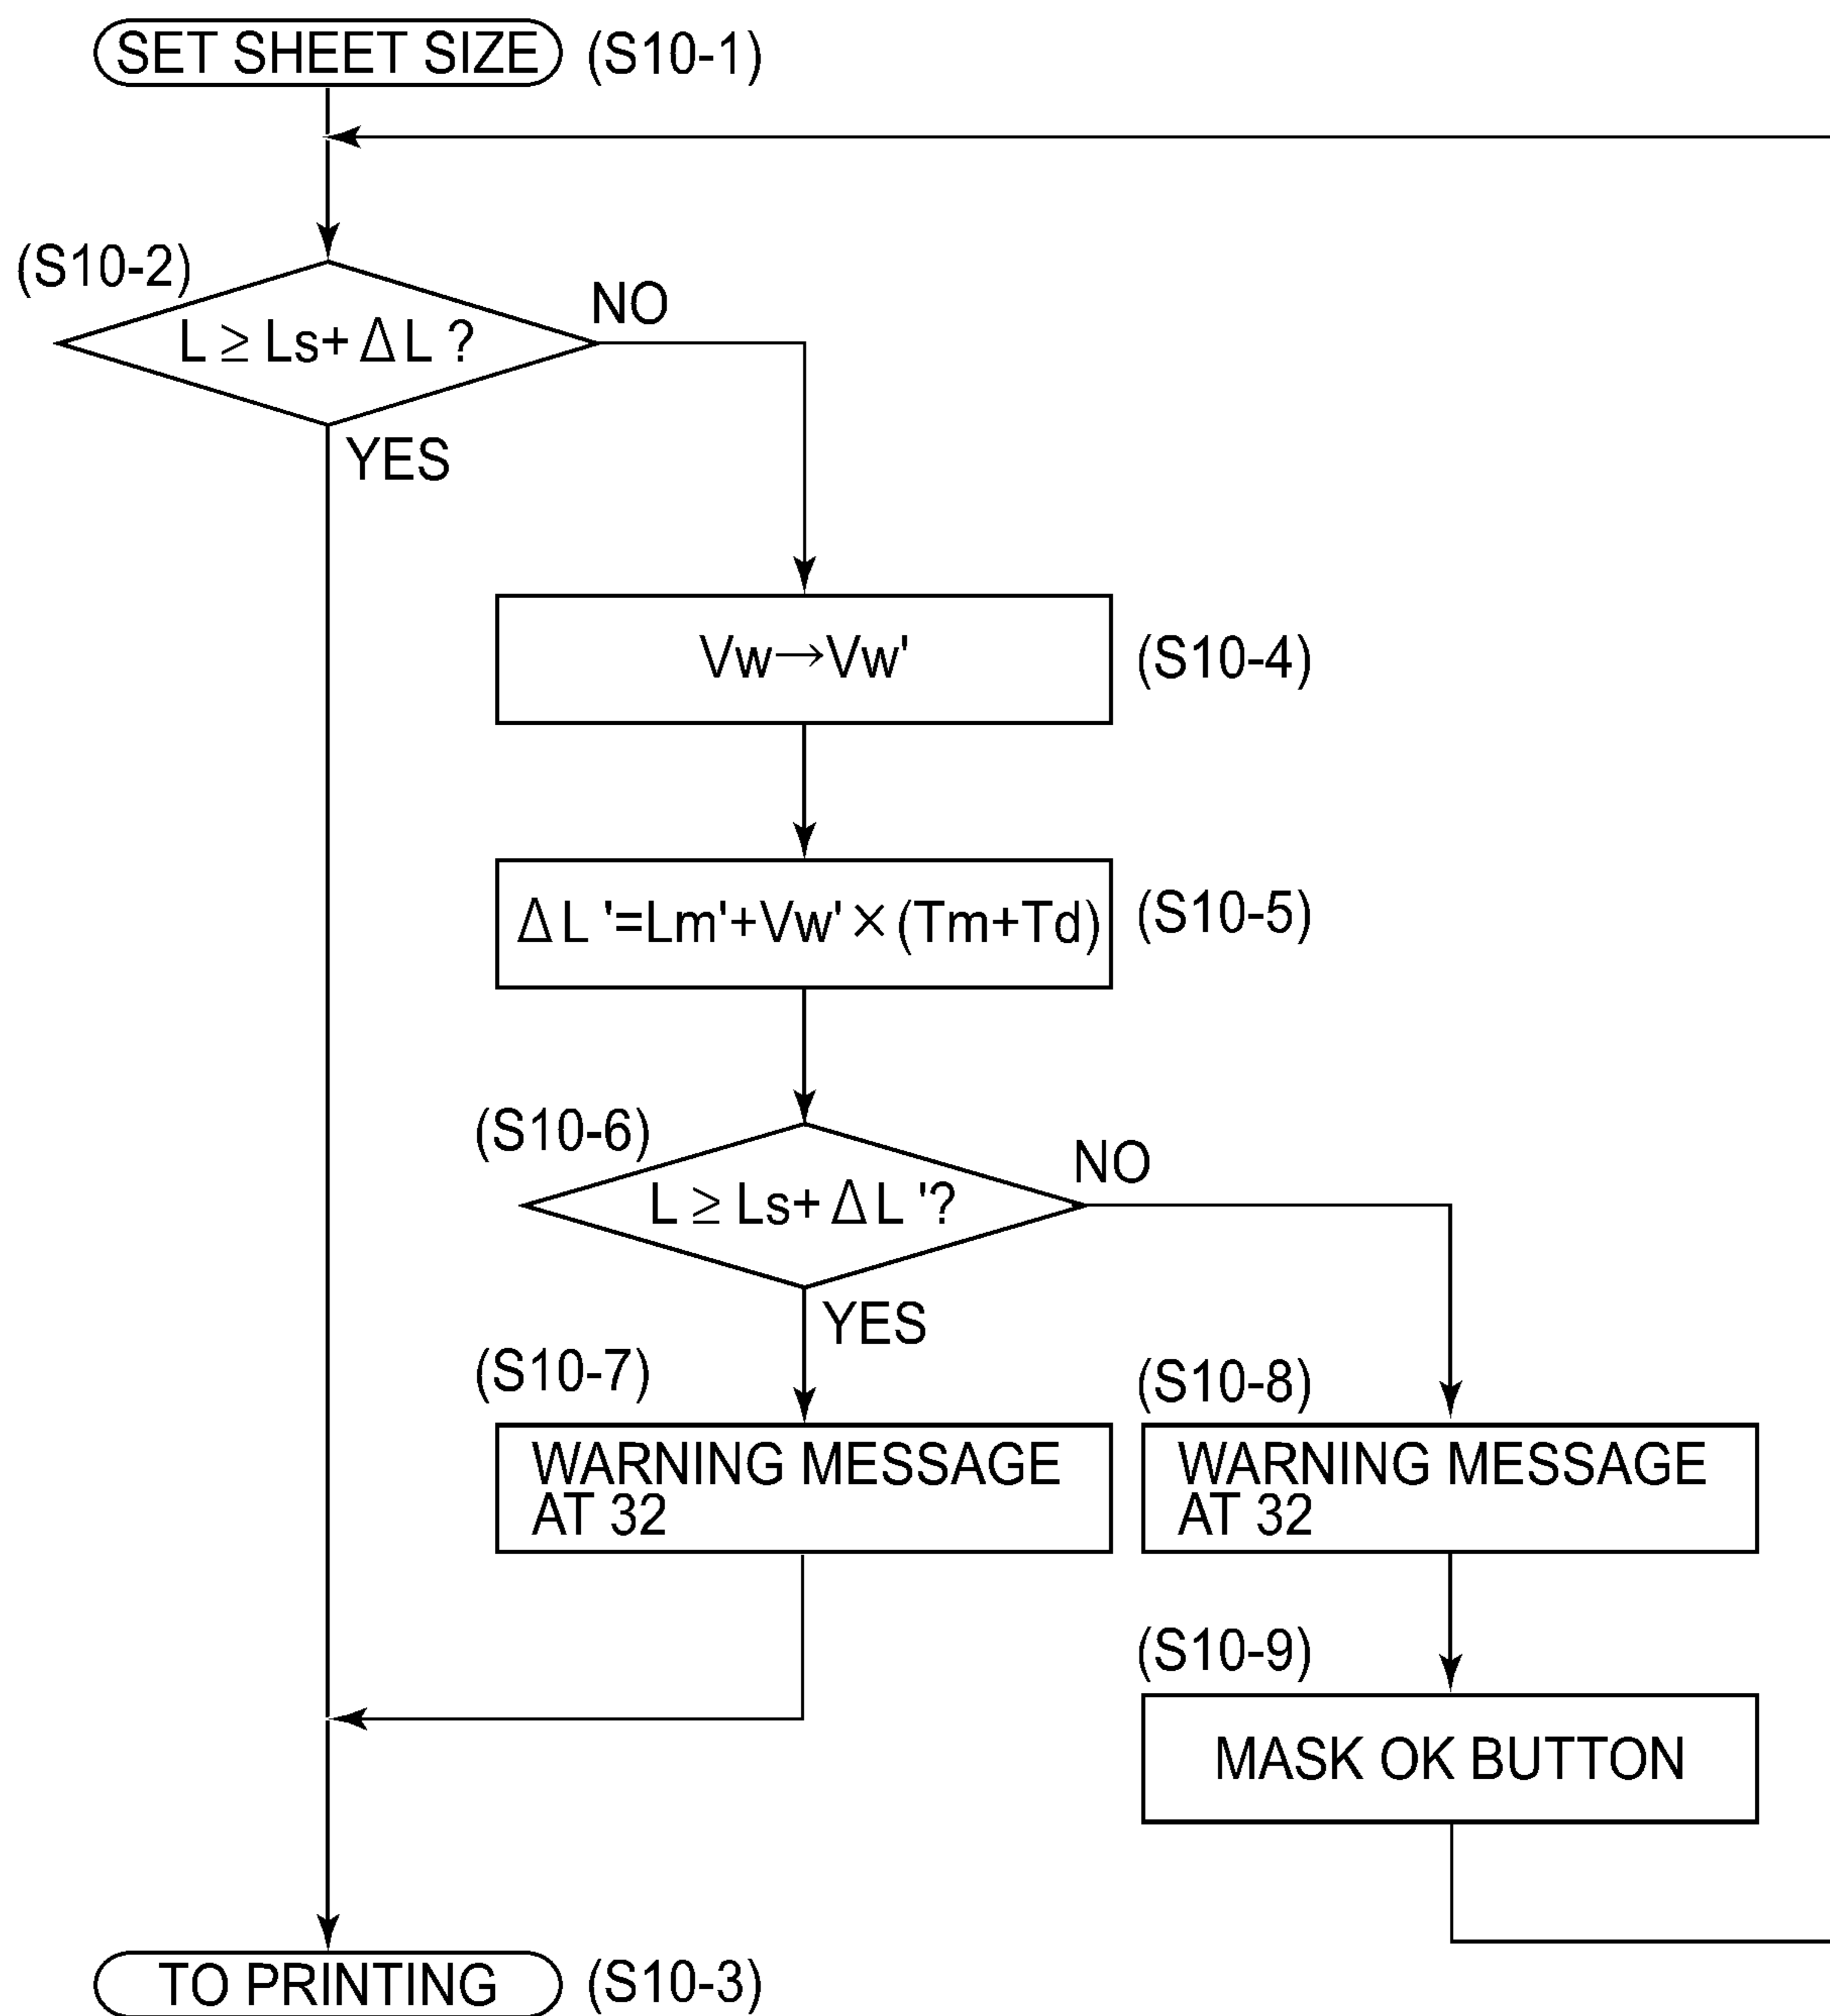 SET SHEET SIZE (S10-1)
(S10-2)
L ≧ Ls+ΔL ?
NO
YES
Vw→Vw'
(S10-4)
ΔL'=Lm'+Vw'×(Tm+Td)
(S10-5)
(S10-6)
L ≧ Ls+ΔL'?
NO
YES
(S10-7)
WARNING MESSAGE
AT 32
(S10-8)
WARNING MESSAGE
AT 32
(S10-9)
MASK OK BUTTON
TO PRINTING (S10-3)